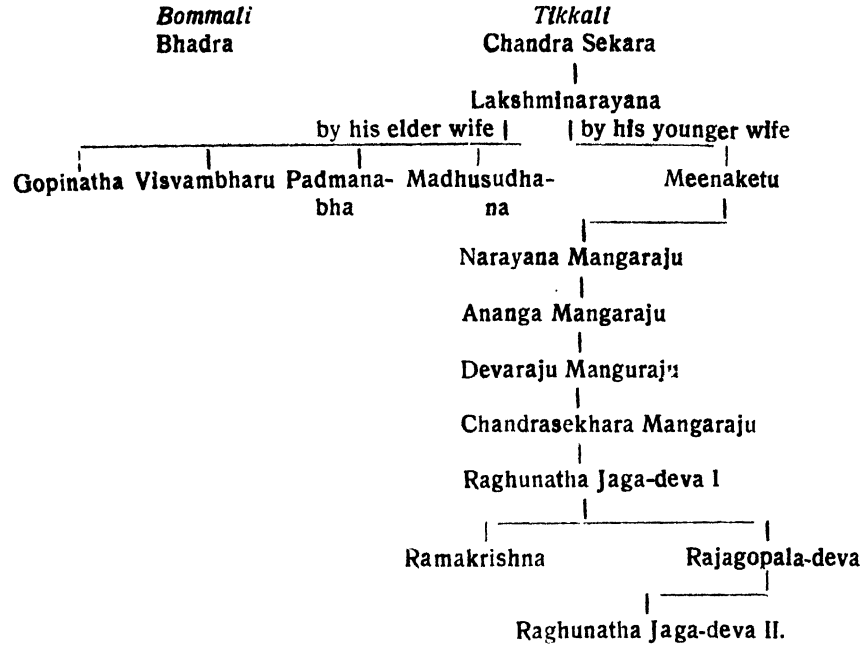 Bommali Tikkali
Bhadra Chandra Sekara
Lakshminarayana
by his elder wife by his younger wife
Gopinatha Visvambharu Padmana- Madhusudha- Meenaketu
bha na
Narayana Mangaraju
Ananga Mangaraju
Devaraju Manguraju
Chandrasekhara Mangaraju
Raghunatha Jaga-deva I
Ramakrishna Rajagopala-deva
Raghunatha Jaga-deva II.